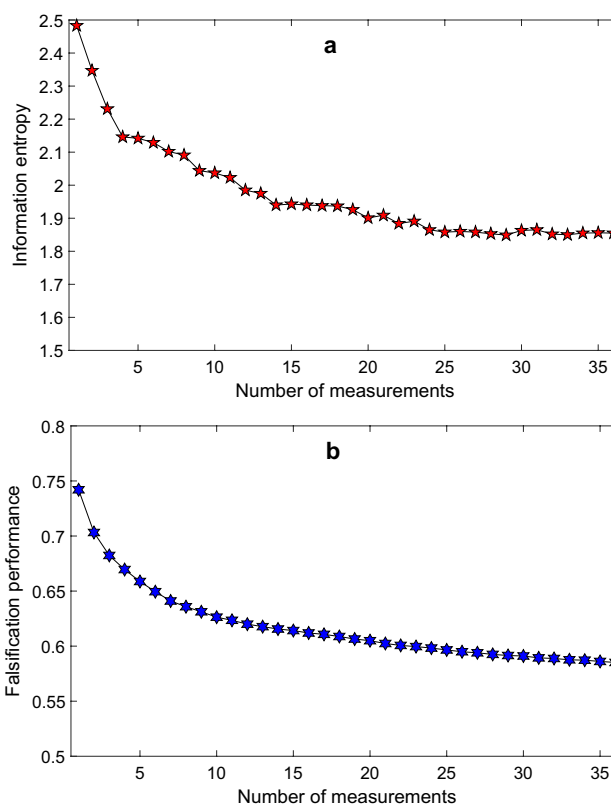 2.5
2.4
2.3
2.2
2.1
2
1.9
1.8
1.7
1.6
1.5
Information entropy
a
5 10 15 20 25 30 35
Number of measurements
0.8
0.75
0.7
0.65
0.6
0.55
0.5
Falsification performance
b
5 10 15 20 25 30 35
Number of measurements